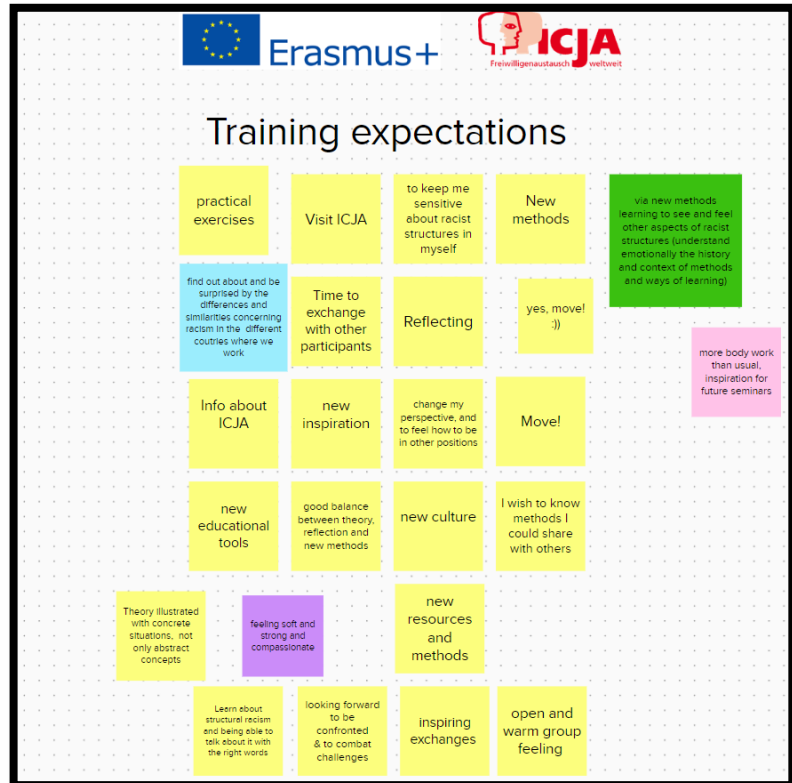 Erasmus+
ICJA
Freiwilligenaustausch weltweit
Training expectations
practical
exercises
Visit ICJA
to keep me
sensitive
about racist
structures in
myself
New
methods
via new methods
learning to see and feel
other aspects of racist
structures (understand
emotionally the history
and context of methods
and ways of learning)
find out about and be
surprised by the
differences and
similarities concerning
racism in the different
coutries where we
work
Time to
exchange
with other
participants
Reflecting
yes, move!
:))
more body work
than usual,
inspiration for
future seminars
Info about
ICJA
new
inspiration
change my
perspective, and
to feel how to be
in other positions
Move!
new
educational
tools
good balance
between theory,
reflection and
new methods
new culture
I wish to know
methods I
could share
with others
Theory illustrated
with concrete
situations, not
only abstract
concepts
feeling soft and
strong and
compassionate
new
resources
and
methods
Learn about
structural racism
and being able to
talk about it with
the right words
looking forward
to be
confronted
& to combat
challenges
inspiring
exchanges
open and
warm group
feeling